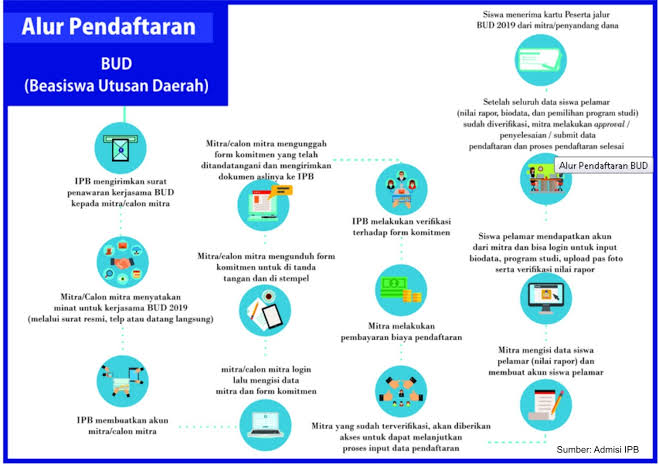 Alur Pendaftaran
BUD
(Beasiswa Utusan Daerah)
IPB mengirimkan surat
penawaran kerjasama BUD
kepada mitra/calon mitra
Mitra/Calon mitra menyatakan
minat untuk kerjasama BUD 2019
(melalui surat resmi, telp atau datang langsung)
IPB membuatkan akun
mitra/calon mitra
mitra/calon mitra login
lalu mengisi data
mitra dan form komitmen
Mitra/calon mitra mengunduh form
komitmen untuk di tanda
tangan dan di stempel
Mitra/calon mitra mengunggah
form komitmen yang telah
ditandatangani dan mengirimkan
dokumen aslinya ke IPB
IPB melakukan verifikasi
terhadap form komitmen
Mitra melakukan
pembayaran biaya pendaftaran
Mitra yang sudah terverifikasi, akan diberikan
akses untuk dapat melanjutkan
proses input data pendaftaran
Mitra mengisi data siswa
pelamar (nilai rapor) dan
membuat akun siswa pelamar
Siswa pelamar mendapatkan akun
dari mitra dan bisa login untuk input
biodata, program studi, upload pas foto
serta verifikasi nilai rapor
Alur Pendaftaran BUD
Setelah seluruh data siswa pelamar
(nilai rapor, biodata, dan pemilihan program studi)
sudah diverifikasi, mitra melakukan approval /
penyelesaian / submit data
pendaftaran dan proses pendaftaran selesai
Siswa menerima kartu Peserta jalur
BUD 2019 dari mitra/penyandang dana
Sumber: Admisi IPB